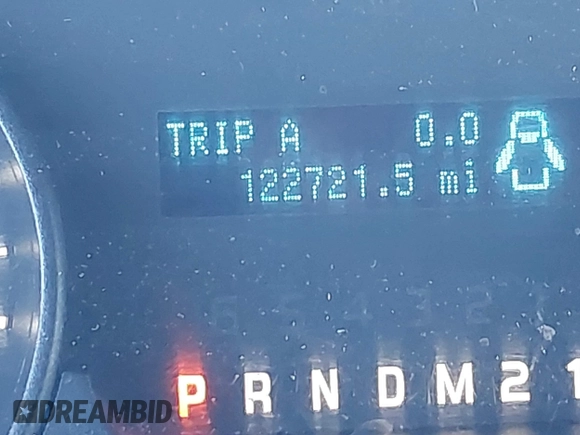 TRIP A 0.0
122721.5 mi
P R N D M 2 1
DREAMBID